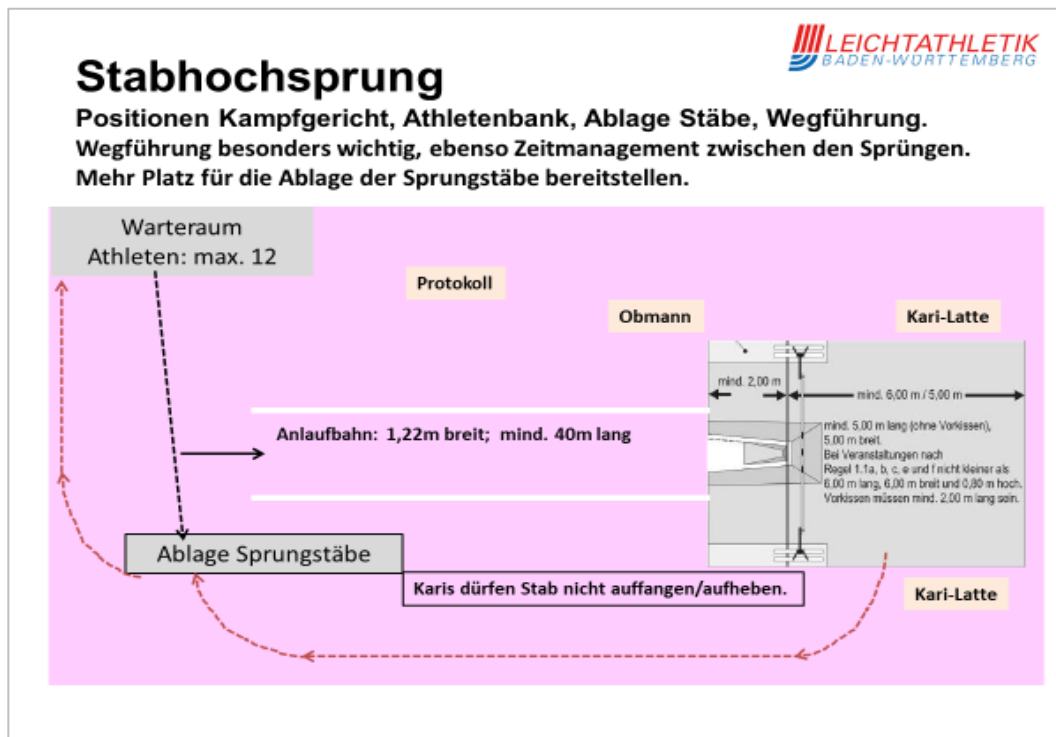 LEICHTATHLETIK
BADEN-WÜRTTEMBERG
Stabhochsprung
Positionen Kampfgericht, Athletenbank, Ablage Stäbe, Wegführung.
Wegführung besonders wichtig, ebenso Zeitmanagement zwischen den Sprüngen.
Mehr Platz für die Ablage der Sprungstäbe bereitstellen.
Warteraum
Athleten: max. 12
Protokoll
Obmann
Kari-Latte
mind. 2,00 m
mind. 6,00 m / 5,00 m
Anlaufbahn: 1,22m breit; mind. 40m lang
mind. 5,00 m lang (ohne Vorkissen),
5,00 m breit.
Bei Veranstaltungen nach
Regel 1.1a, b, c, e und f nicht kleiner als
6,00 m lang, 6,00 m breit und 0,80 m hoch.
Vorkissen müssen mind. 2,00 m lang sein.
Ablage Sprungstäbe
Karis dürfen Stab nicht auffangen/aufheben.
Kari-Latte